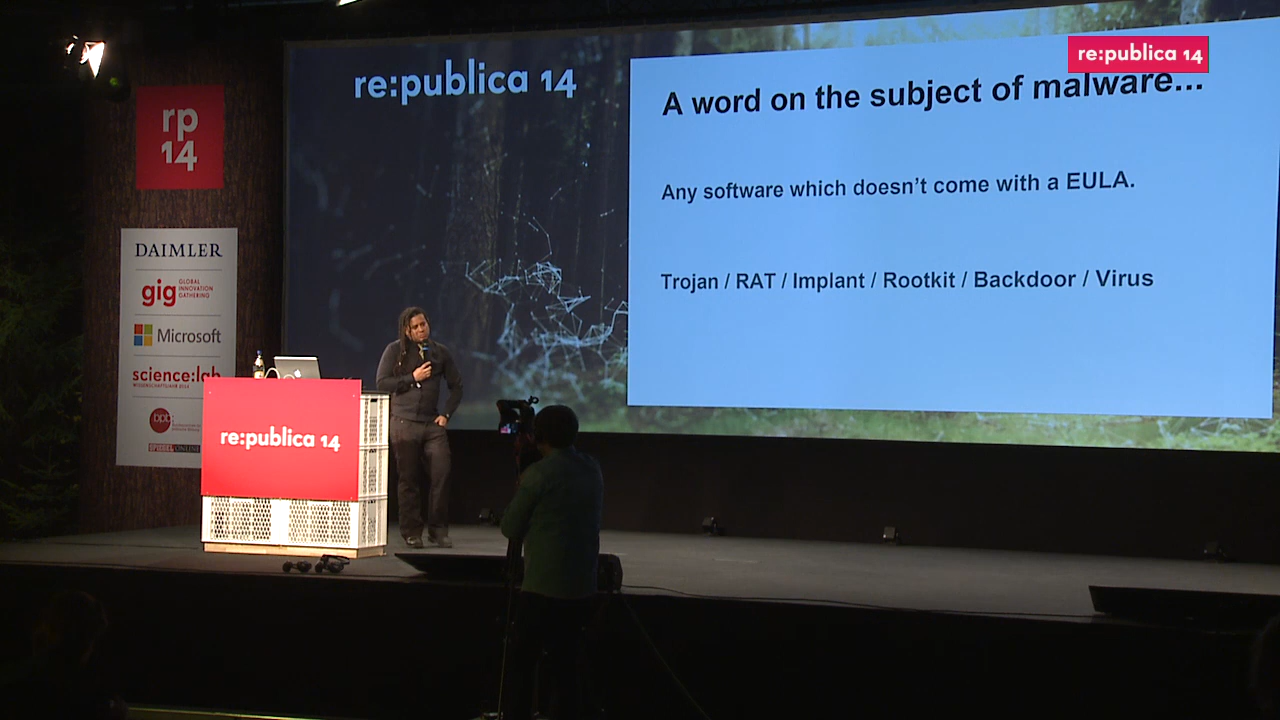 re:publica 14
re:publica 14
A word on the subject of malware...
Any software which doesn't come with a EULA.
Trojan / RAT / Implant / Rootkit / Backdoor / Virus
rp
14
DAIMLER
gig GLOBAL
INNOVATION
GATHERING
Microsoft
science:lab
bpb
re:publica 14